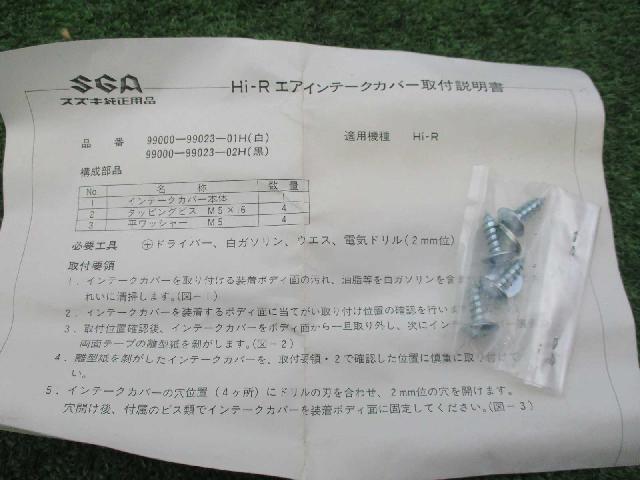 SGA
スズキ純正用品
Hi-R エアインテークカバー取付説明書
品 番 99000-99023-01H(白)
99000-99023-02H(黒)
適用機種 Hi-R
構成部品
No 名 称 数 量
1 インテークカバー本体 1
2 タッピングビス M5×16 4
3 平ワッシャー M5 4
必要工具 ⊕ドライバー、白ガソリン、ウエス、電気ドリル(2mm位)
取付要領
1. インテークカバーを取り付ける装着ボディ面の汚れ、油脂等を白ガソリンを含ま
れいに清掃します。(図-1)
2. インテークカバーを装着するボディ面に当てがい取り付け位置の確認を行いま
3. 取付位置確認後、インテークカバーをボディ面から一旦取り外し、次にインテ
両面テープの離型紙を剥がします。(図-2)
4. 離型紙を剥がしたインテークカバーを、取付要領・2で確認した位置に慎重に取り付けて
い。
5. インテークカバーの穴位置(4ヶ所)にドリルの刃を合わせ、2mm位の穴を開けます。
穴開け後、付属のビス類でインテークカバーを装着ボディ面に固定してください。(図-3)